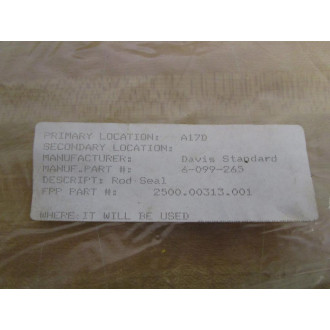 PRIMARY LOCATION: A17D
SECONDARY LOCATION:
MANUFACTURER: Davis Standard
MANUF.PART #: 6-099-265
DESCRIPT: Rod Seal
FPP PART #: 2500.00313.001
WHERE IT WILL BE USED